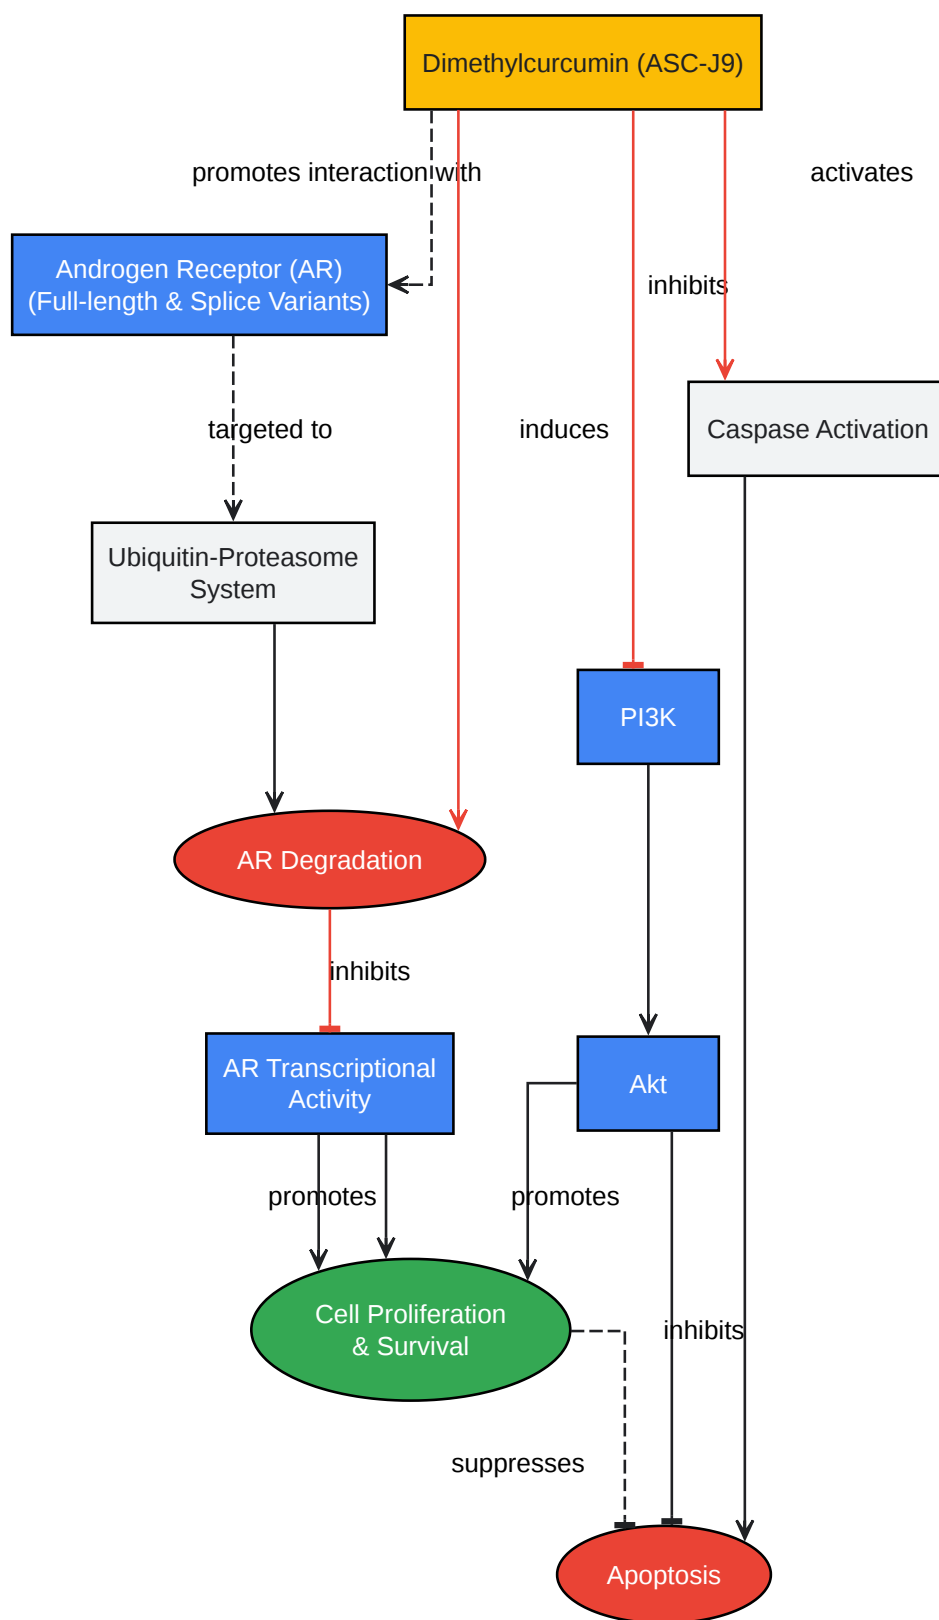 Dimethylcurcumin (ASC-J9)
promotes interaction with
activates
Androgen Receptor (AR)
(Full-length & Splice Variants)
inhibits
targeted to
induces
Caspase Activation
Ubiquitin-Proteasome
System
PI3K
AR Degradation
inhibits
AR Transcriptional
Activity
Akt
promotes
promotes
Cell Proliferation
& Survival
inhibits
suppresses
Apoptosis